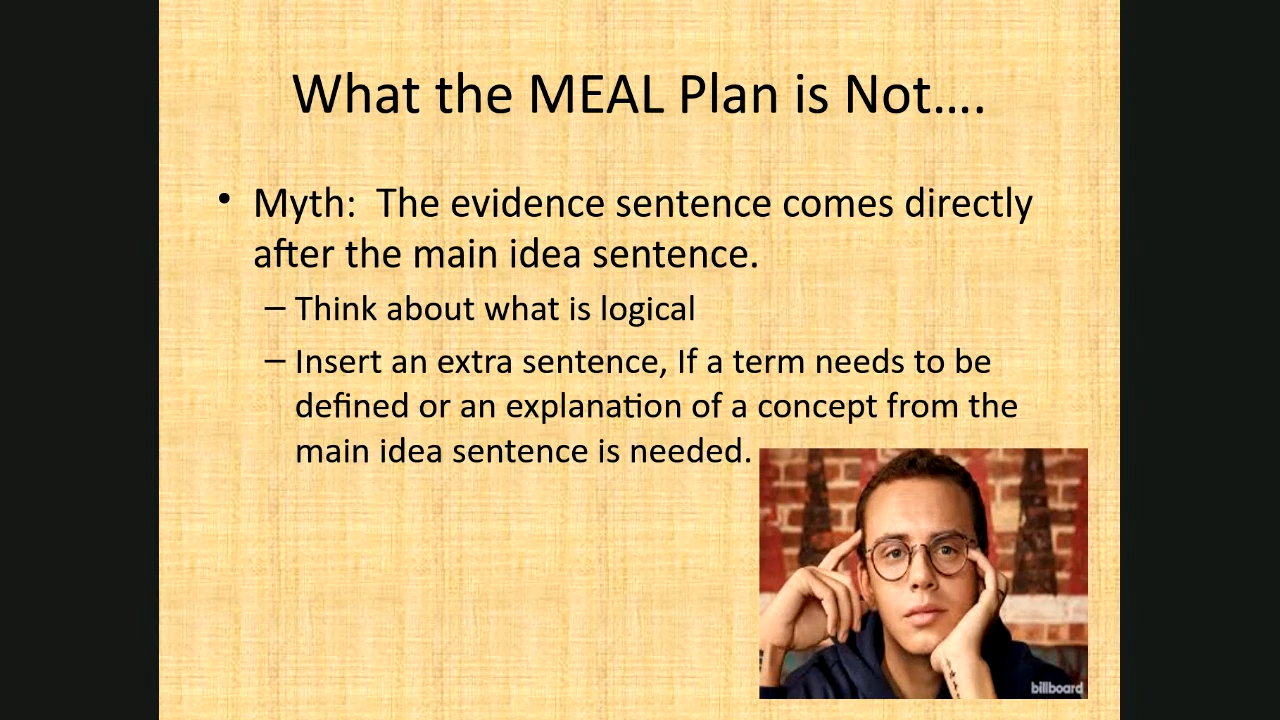 What the MEAL Plan is Not....
• Myth:  The evidence sentence comes directly
after the main idea sentence.
– Think about what is logical
– Insert an extra sentence, If a term needs to be
defined or an explanation of a concept from the
main idea sentence is needed.
billboard